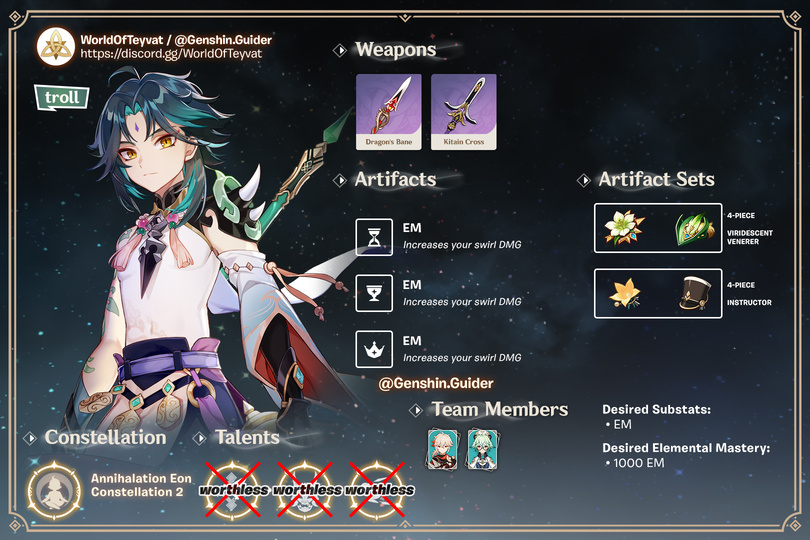 WorldOfTeyvat / @Genshin.Guider
https://discord.gg/WorldOfTeyvat
troll
Weapons
Dragon's Bane
Kitain Cross
Artifacts
EM
Increases your swirl DMG
EM
Increases your swirl DMG
EM
Increases your swirl DMG
Artifact Sets
4-PIECE
VIRIDESCENT
VENERER
4-PIECE
INSTRUCTOR
@Genshin.Guider
Team Members
Desired Substats:
• EM
Desired Elemental Mastery:
• 1000 EM
Constellation
Annihalation Eon
Constellation 2
Talents
worthless
worthless
worthless